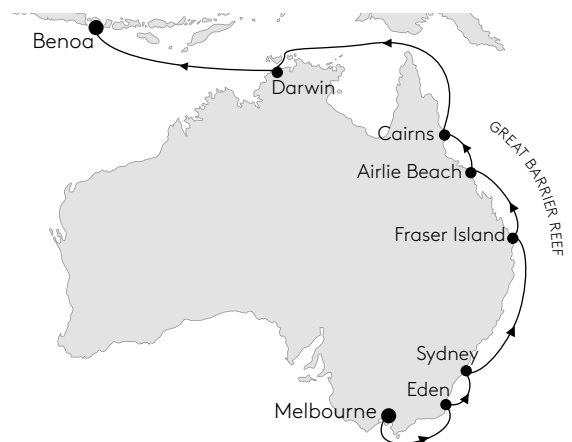 Benoa
Darwin
Cairns
GREAT BARRIER REEF
Airlie Beach
Fraser Island
Sydney
Eden
Melbourne